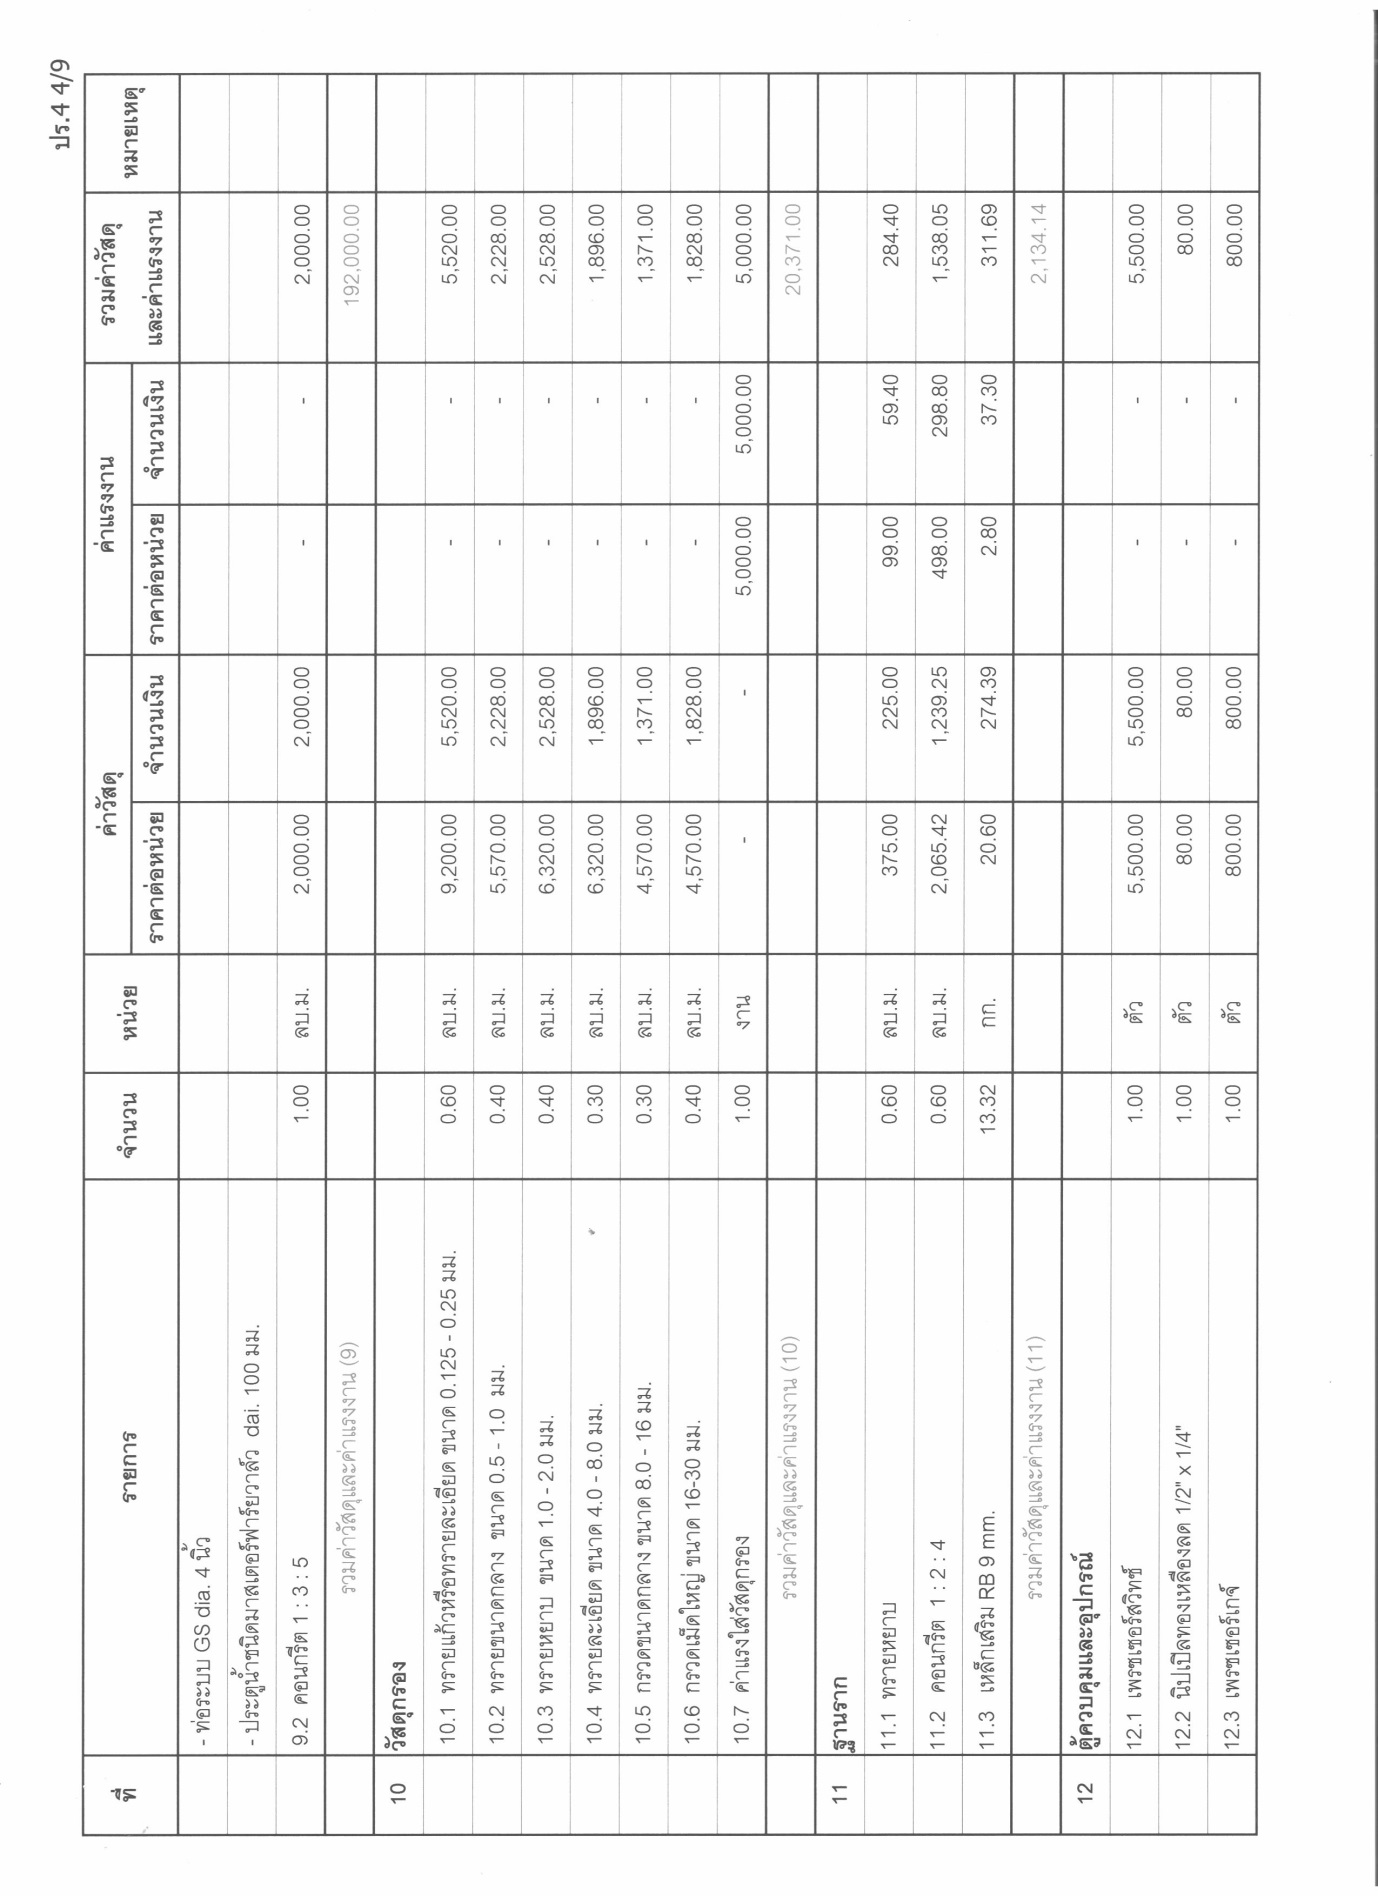 ปร.4 4/9
ที่ รายการ จำนวน หน่วย ค่าวัสดุ ค่าแรงงาน รวมค่าวัสดุ หมายเหตุ
ราคาต่อหน่วย จำนวนเงิน ราคาต่อหน่วย จำนวนเงิน และค่าแรงงาน
- ท่อระบบ GS dia. 4 นิ้ว
- ประตูน้ำชนิดมาสเตอร์ฟาร์ยวาล์ว dai. 100 มม.
9.2 คอนกรีต 1 : 3 : 5 1.00 ลบ.ม. 2,000.00 2,000.00 - - 2,000.00
รวมค่าวัสดุและค่าแรงงาน (9) 192,000.00
10 วัสดุกรอง
10.1 ทรายแก้วหรือทรายละเอียด ขนาด 0.125 - 0.25 มม. 0.60 ลบ.ม. 9,200.00 5,520.00 - - 5,520.00
10.2 ทรายขนาดกลาง ขนาด 0.5 - 1.0 มม. 0.40 ลบ.ม. 5,570.00 2,228.00 - - 2,228.00
10.3 ทรายหยาบ ขนาด 1.0 - 2.0 มม. 0.40 ลบ.ม. 6,320.00 2,528.00 - - 2,528.00
10.4 ทรายละเอียด ขนาด 4.0 - 8.0 มม. 0.30 ลบ.ม. 6,320.00 1,896.00 - - 1,896.00
10.5 กรวดขนาดกลาง ขนาด 8.0 - 16 มม. 0.30 ลบ.ม. 4,570.00 1,371.00 - - 1,371.00
10.6 กรวดเม็ดใหญ่ ขนาด 16-30 มม. 0.40 ลบ.ม. 4,570.00 1,828.00 - - 1,828.00
10.7 ค่าแรงใส่วัสดุกรอง 1.00 งาน - - 5,000.00 5,000.00 5,000.00
รวมค่าวัสดุและค่าแรงงาน (10) 20,371.00
11 ฐานราก
11.1 ทรายหยาบ 0.60 ลบ.ม. 375.00 225.00 99.00 59.40 284.40
11.2 คอนกรีต 1 : 2 : 4 0.60 ลบ.ม. 2,065.42 1,239.25 498.00 298.80 1,538.05
11.3 เหล็กเสริม RB 9 mm. 13.32 กก. 20.60 274.39 2.80 37.30 311.69
รวมค่าวัสดุและค่าแรงงาน (11) 2,134.14
12 ตู้ควบคุมและอุปกรณ์
12.1 เพรชเชอร์สวิทซ์ 1.00 ตัว 5,500.00 5,500.00 - - 5,500.00
12.2 นิปเปิลทองเหลืองลด 1/2" x 1/4" 1.00 ตัว 80.00 80.00 - - 80.00
12.3 เพรชเชอร์เกจ์ 1.00 ตัว 800.00 800.00 - - 800.00